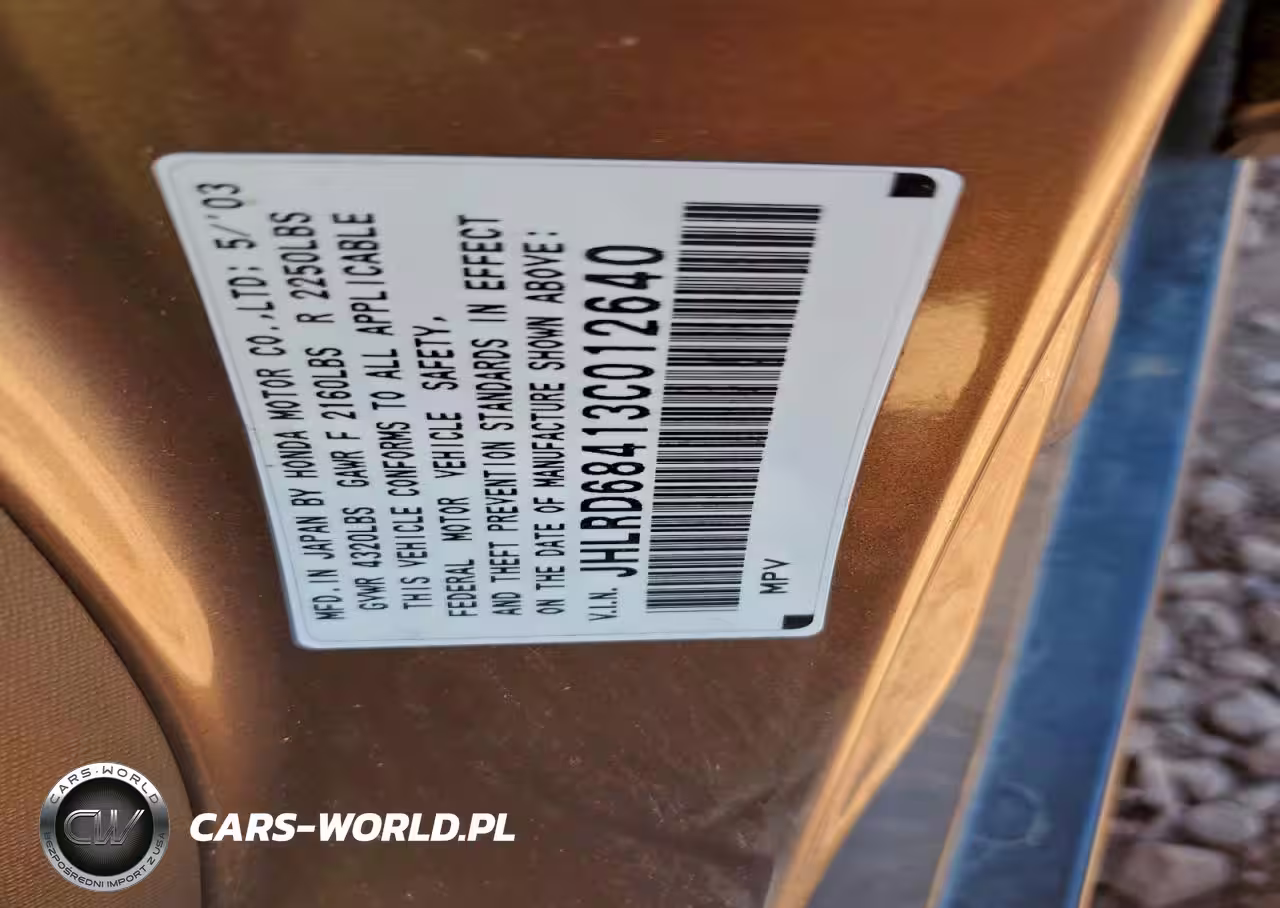 MFD. IN JAPAN BY HONDA MOTOR CO.,LTD: 5/'03
GVWR 4320LBS GAWR F 2160LBS R 2250LBS
THIS VEHICLE CONFORMS TO ALL APPLICABLE
FEDERAL MOTOR VEHICLE SAFETY,
AND THEFT PREVENTION STANDARDS IN EFFECT
ON THE DATE OF MANUFACTURE SHOWN ABOVE:
V.I.N. JHLRD68413C012640
MPV
CARS-WORLD
CW
BEZPOŚREDNI IMPORT Z USA
CARS-WORLD.PL